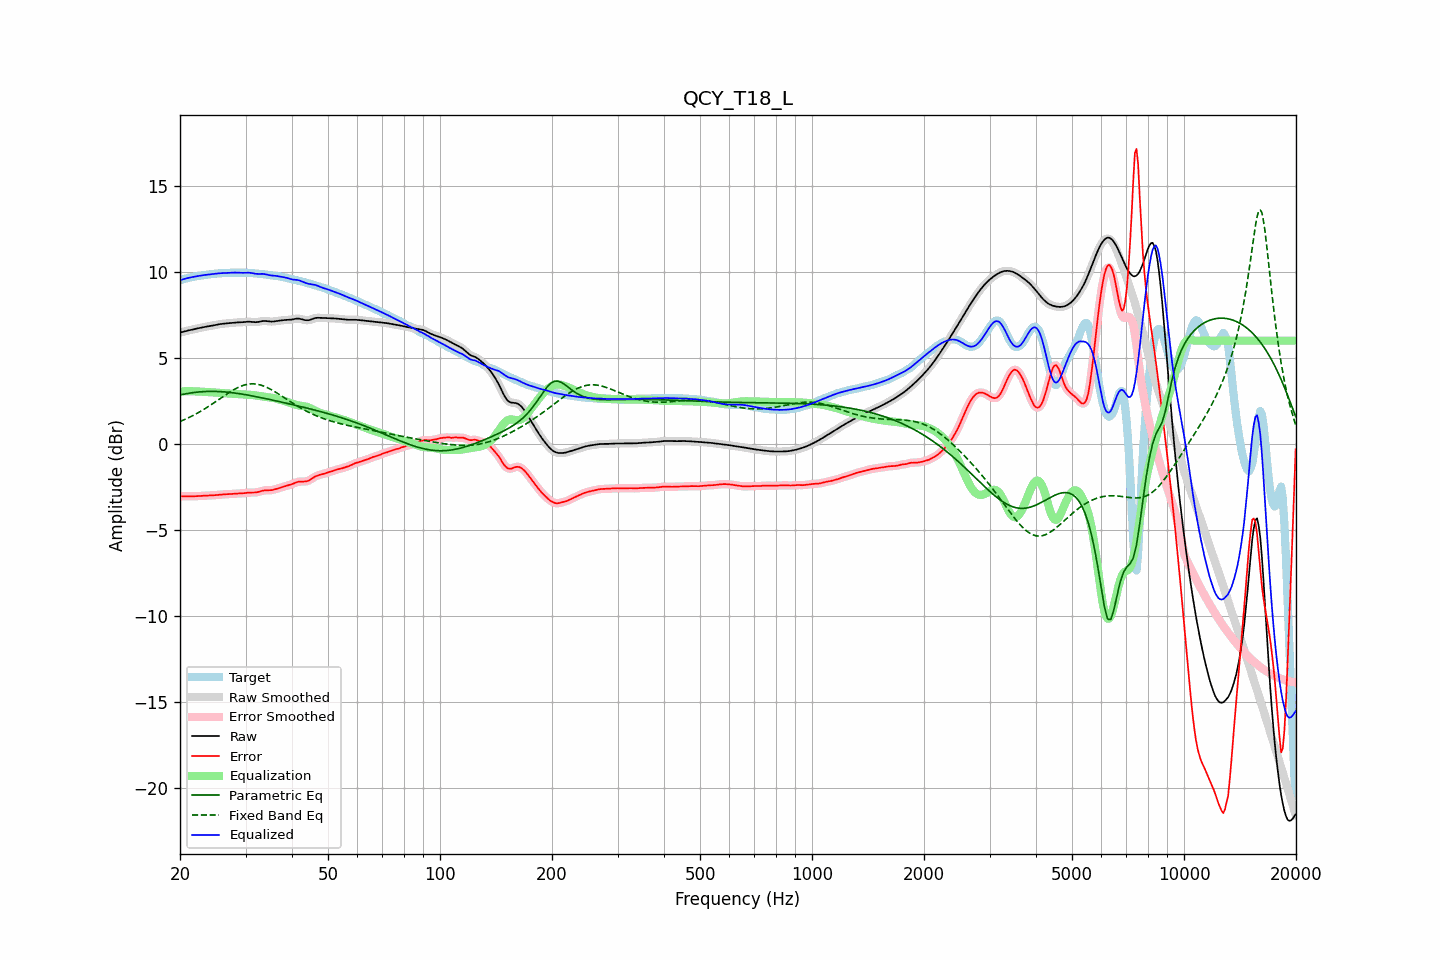 QCY_T18_L
Amplitude (dBr)
15
10
5
0
−5
−10
−15
−20
Target
Raw Smoothed
Error Smoothed
Raw
Error
Equalization
Parametric Eq
Fixed Band Eq
Equalized
20 50 100 200 500 1000 2000 5000 10000 20000
Frequency (Hz)